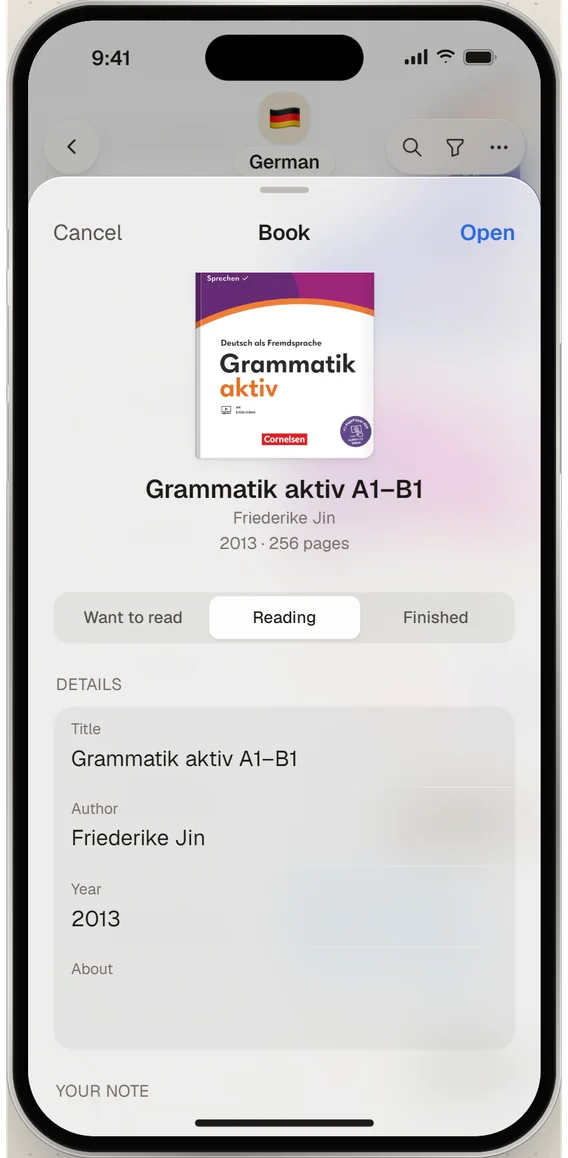 9:41
German
Cancel
Book
Open
Sprechen ✓
Deutsch als Fremdsprache
Grammatik
aktiv
Cornelsen
Grammatik aktiv A1–B1
Friederike Jin
2013 · 256 pages
Want to read
Reading
Finished
DETAILS
Title
Grammatik aktiv A1–B1
Author
Friederike Jin
Year
2013
About
YOUR NOTE